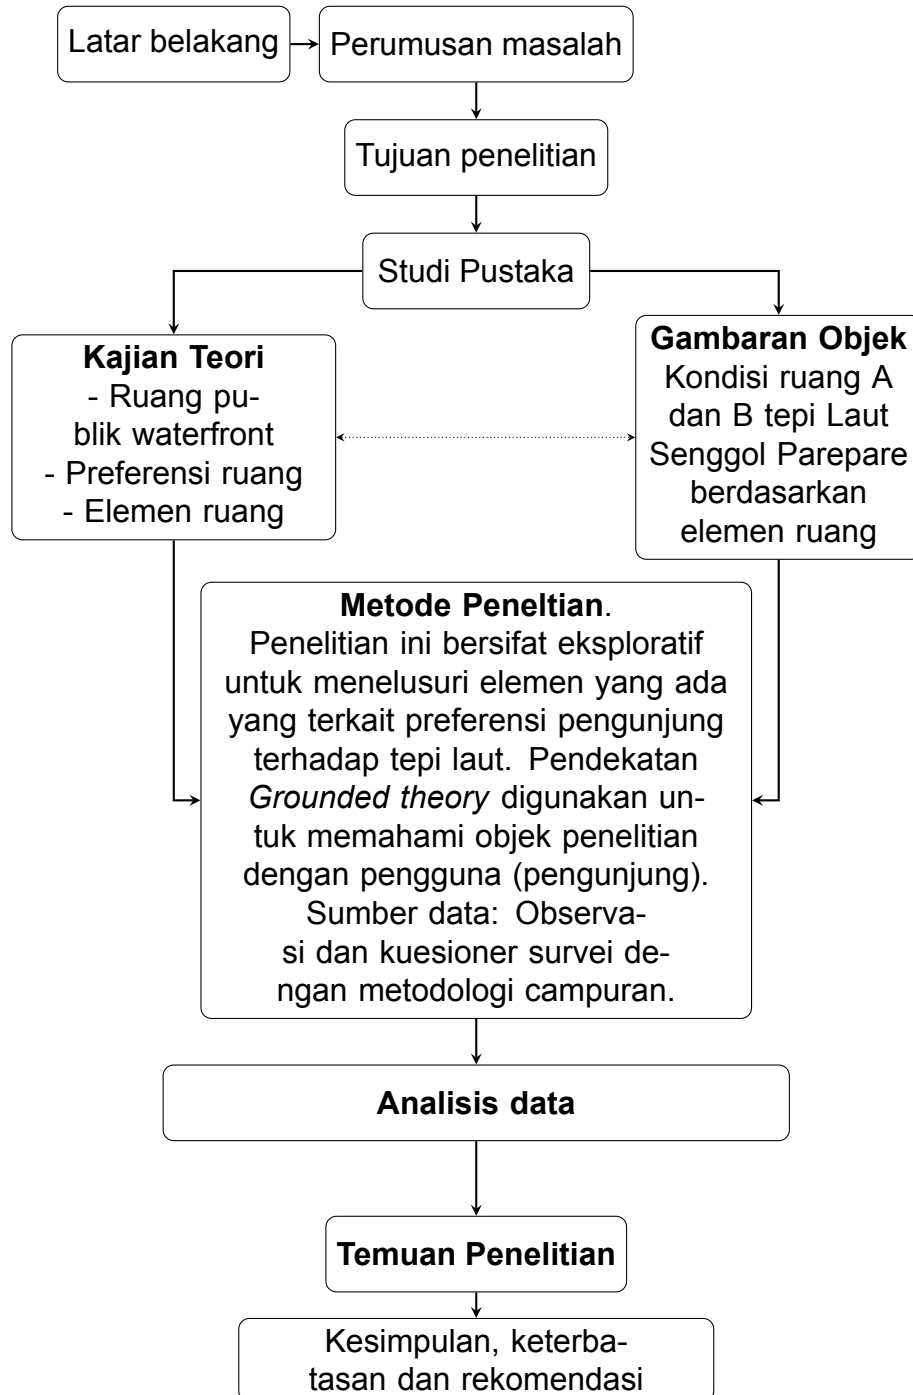 Latar belakang
Perumusan masalah
Tujuan penelitian
Studi Pustaka
Kajian Teori
- Ruang pu-
blik waterfront
- Preferensi ruang
- Elemen ruang
Gambaran Objek
Kondisi ruang A
dan B tepi Laut
Senggol Parepare
berdasarkan
elemen ruang
Metode Peneltian.
Penelitian ini bersifat eksploratif
untuk menelusuri elemen yang ada
yang terkait preferensi pengunjung
terhadap tepi laut. Pendekatan
Grounded theory digunakan un-
tuk memahami objek penelitian
dengan pengguna (pengunjung).
Sumber data: Observa-
si dan kuesioner survei de-
ngan metodologi campuran.
Analisis data
Temuan Penelitian
Kesimpulan, keterba-
tasan dan rekomendasi